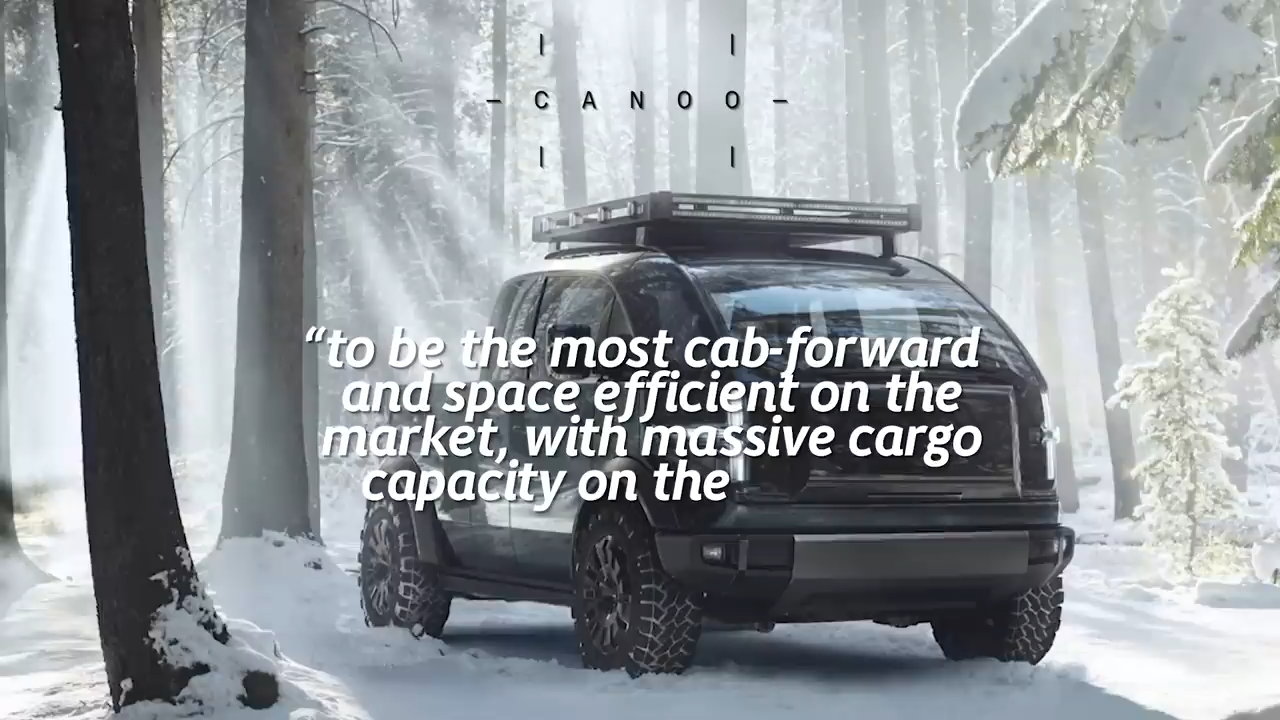 CANOO
“to be the most cab-forward
and space efficient on the
market, with massive cargo
capacity on the